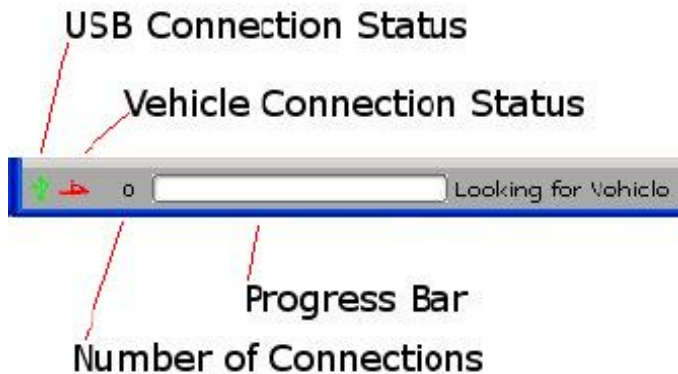 USB Connection Status
Vehicle Connection Status
0 Looking for Vehicle
Progress Bar
Number of Connections